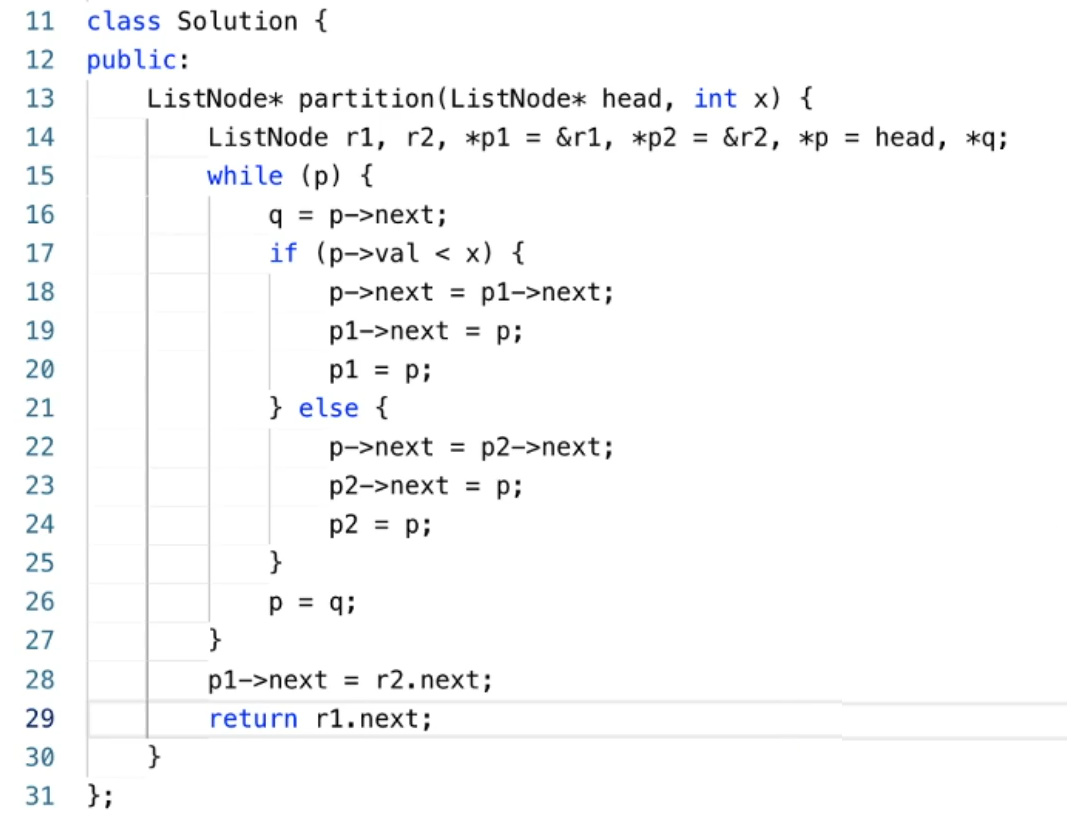 11 class Solution {
12 public:
13     ListNode* partition(ListNode* head, int x) {
14         ListNode r1, r2, *p1 = &r1, *p2 = &r2, *p = head, *q;
15         while (p) {
16             q = p->next;
17             if (p->val < x) {
18                 p->next = p1->next;
19                 p1->next = p;
20                 p1 = p;
21             } else {
22                 p->next = p2->next;
23                 p2->next = p;
24                 p2 = p;
25             }
26             p = q;
27         }
28         p1->next = r2.next;
29         return r1.next;
30     }
31 };